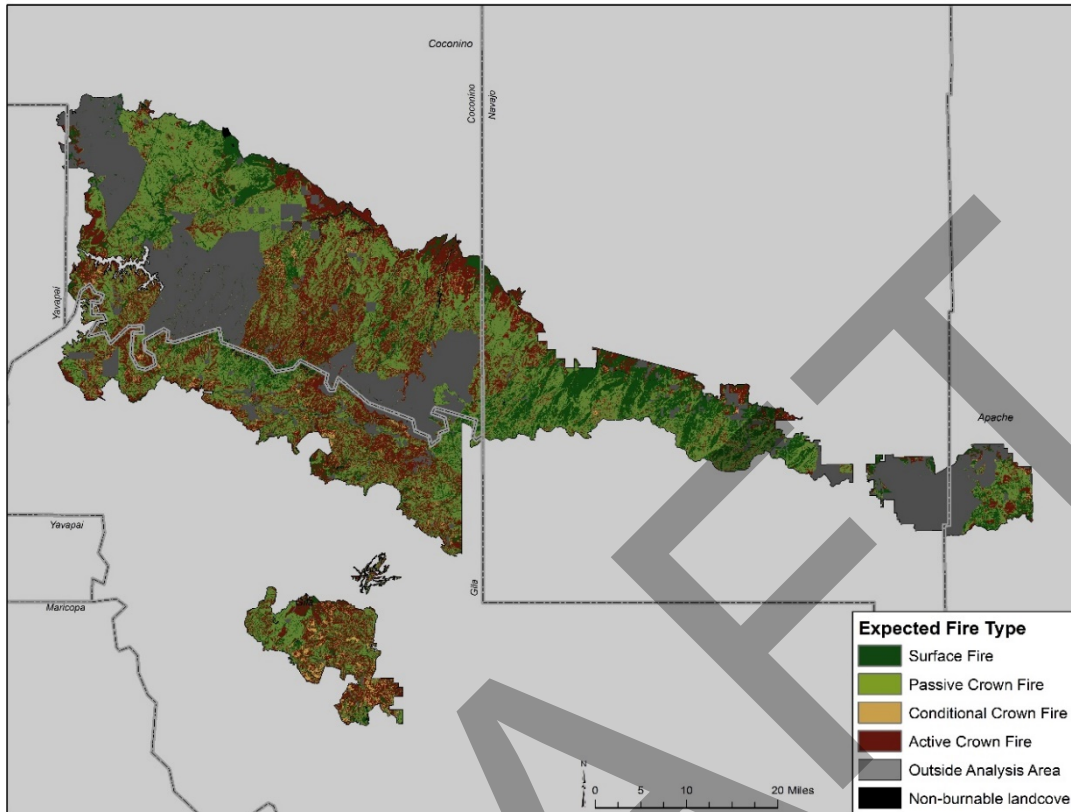 Coconino
Coconino
Navajo
Yavapai
Apache
Yavapai
Maricopa
Gila
Expected Fire Type
Surface Fire
Passive Crown Fire
Conditional Crown Fire
Active Crown Fire
Outside Analysis Area
Non-burnable landcove
N
0 10 20 Miles
AFT